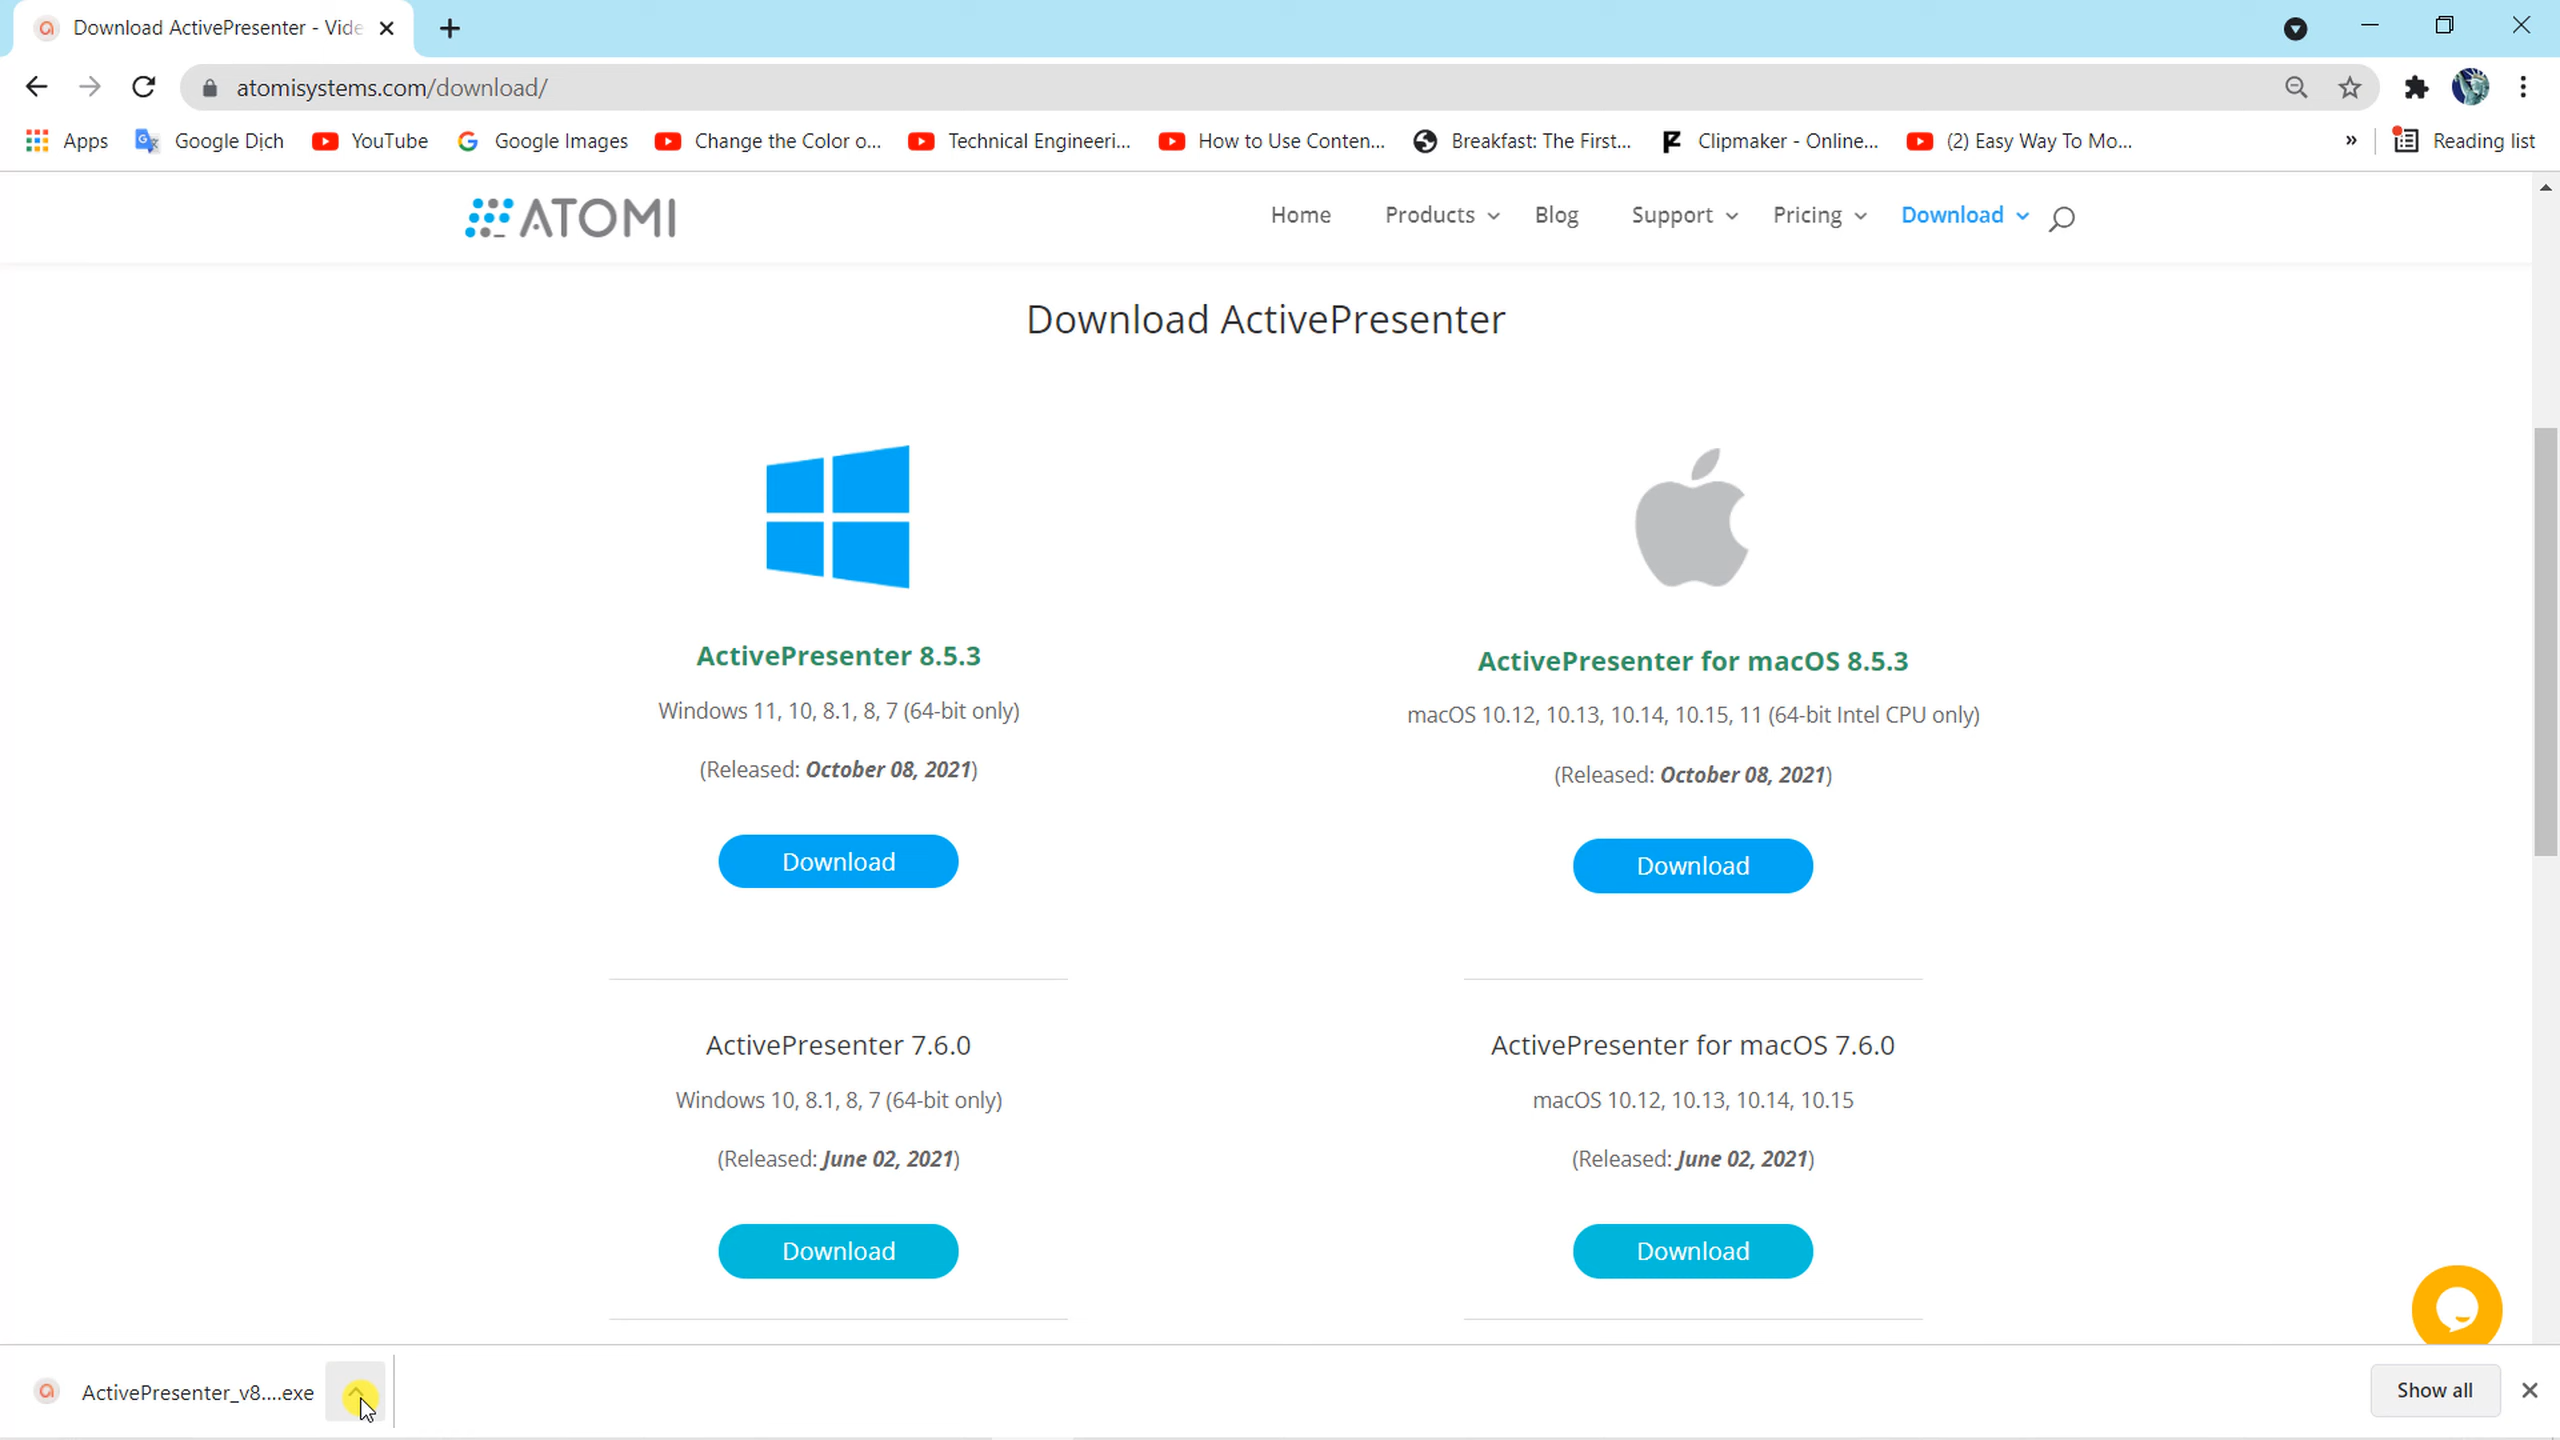 Download ActivePresenter - Vide
atomisystems.com/download/
Apps Google Dịch YouTube Google Images Change the Color o... Technical Engineeri... How to Use Conten... Breakfast: The First... Clipmaker - Online... (2) Easy Way To Mo... » Reading list
ATOMI Home Products Blog Support Pricing Download
Download ActivePresenter
ActivePresenter 8.5.3
Windows 11, 10, 8.1, 8, 7 (64-bit only)
(Released: October 08, 2021)
Download
ActivePresenter for macOS 8.5.3
macOS 10.12, 10.13, 10.14, 10.15, 11 (64-bit Intel CPU only)
(Released: October 08, 2021)
Download
ActivePresenter 7.6.0
Windows 10, 8.1, 8, 7 (64-bit only)
(Released: June 02, 2021)
Download
ActivePresenter for macOS 7.6.0
macOS 10.12, 10.13, 10.14, 10.15
(Released: June 02, 2021)
Download
ActivePresenter_v8....exe Show all